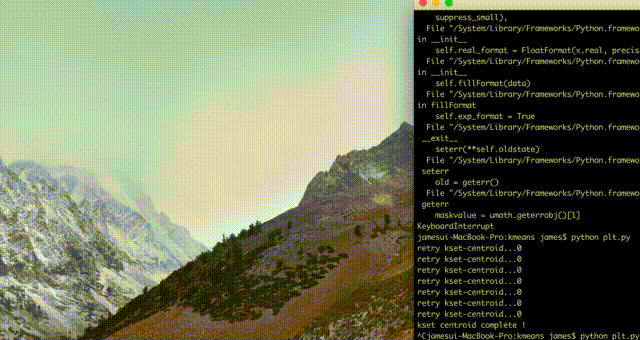 suppress_small),
File "/System/Library/Frameworks/Python.framewo
in __init__
self.real_format = FloatFormat(x.real, precis
File "/System/Library/Frameworks/Python.framewo
in __init__
self.fillFormat(data)
File "/System/Library/Frameworks/Python.framewo
in fillFormat
self.exp_format = True
File "/System/Library/Frameworks/Python.framewo
__exit__
seterr(**self.oldstate)
File "/System/Library/Frameworks/Python.framewo
seterr
old = geterr()
File "/System/Library/Frameworks/Python.framewo
geterr
maskvalue = umath.geterrobj()[1]
KeyboardInterrupt
jamesui-MacBook-Pro:kmeans james$ python plt.py
retry kset-centroid...0
retry kset-centroid...0
retry kset-centroid...0
retry kset-centroid...0
retry kset-centroid...0
retry kset-centroid...0
retry kset-centroid...0
kset centroid complete !
^Cjamesui-MacBook-Pro:kmeans james$ python plt.py